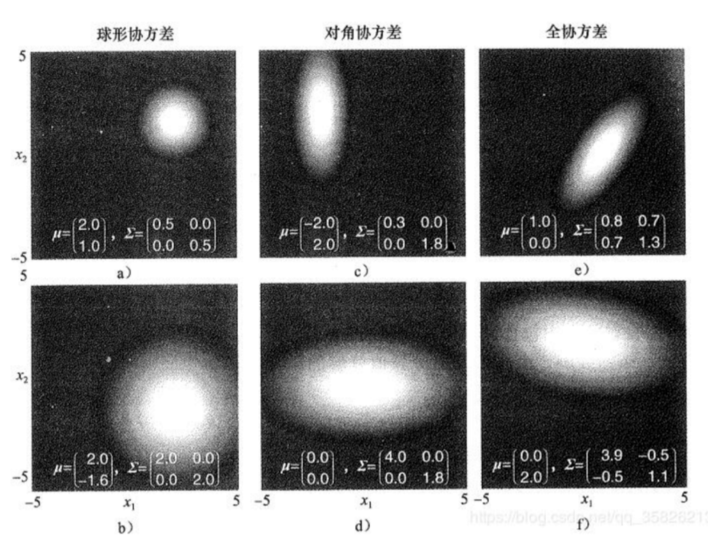 球形协方差
对角协方差
全协方差
5
x₂
-5
μ=(2.0 1.0), Σ=(0.5 0.0 0.0 0.5)
μ=(-2.0 2.0), Σ=(0.3 0.0 0.0 1.8)
μ=(1.0 0.0), Σ=(0.8 0.7 0.7 1.3)
a)
c)
e)
5
x₂
-5
μ=(2.0 -1.6), Σ=(2.0 0.0 0.0 2.0)
μ=(0.0 0.0), Σ=(4.0 0.0 0.0 1.8)
μ=(0.0 2.0), Σ=(3.9 -0.5 -0.5 1.1)
-5 x₁ 5
-5 x₁ 5
-5 x₁ 5
b)
d)
f)